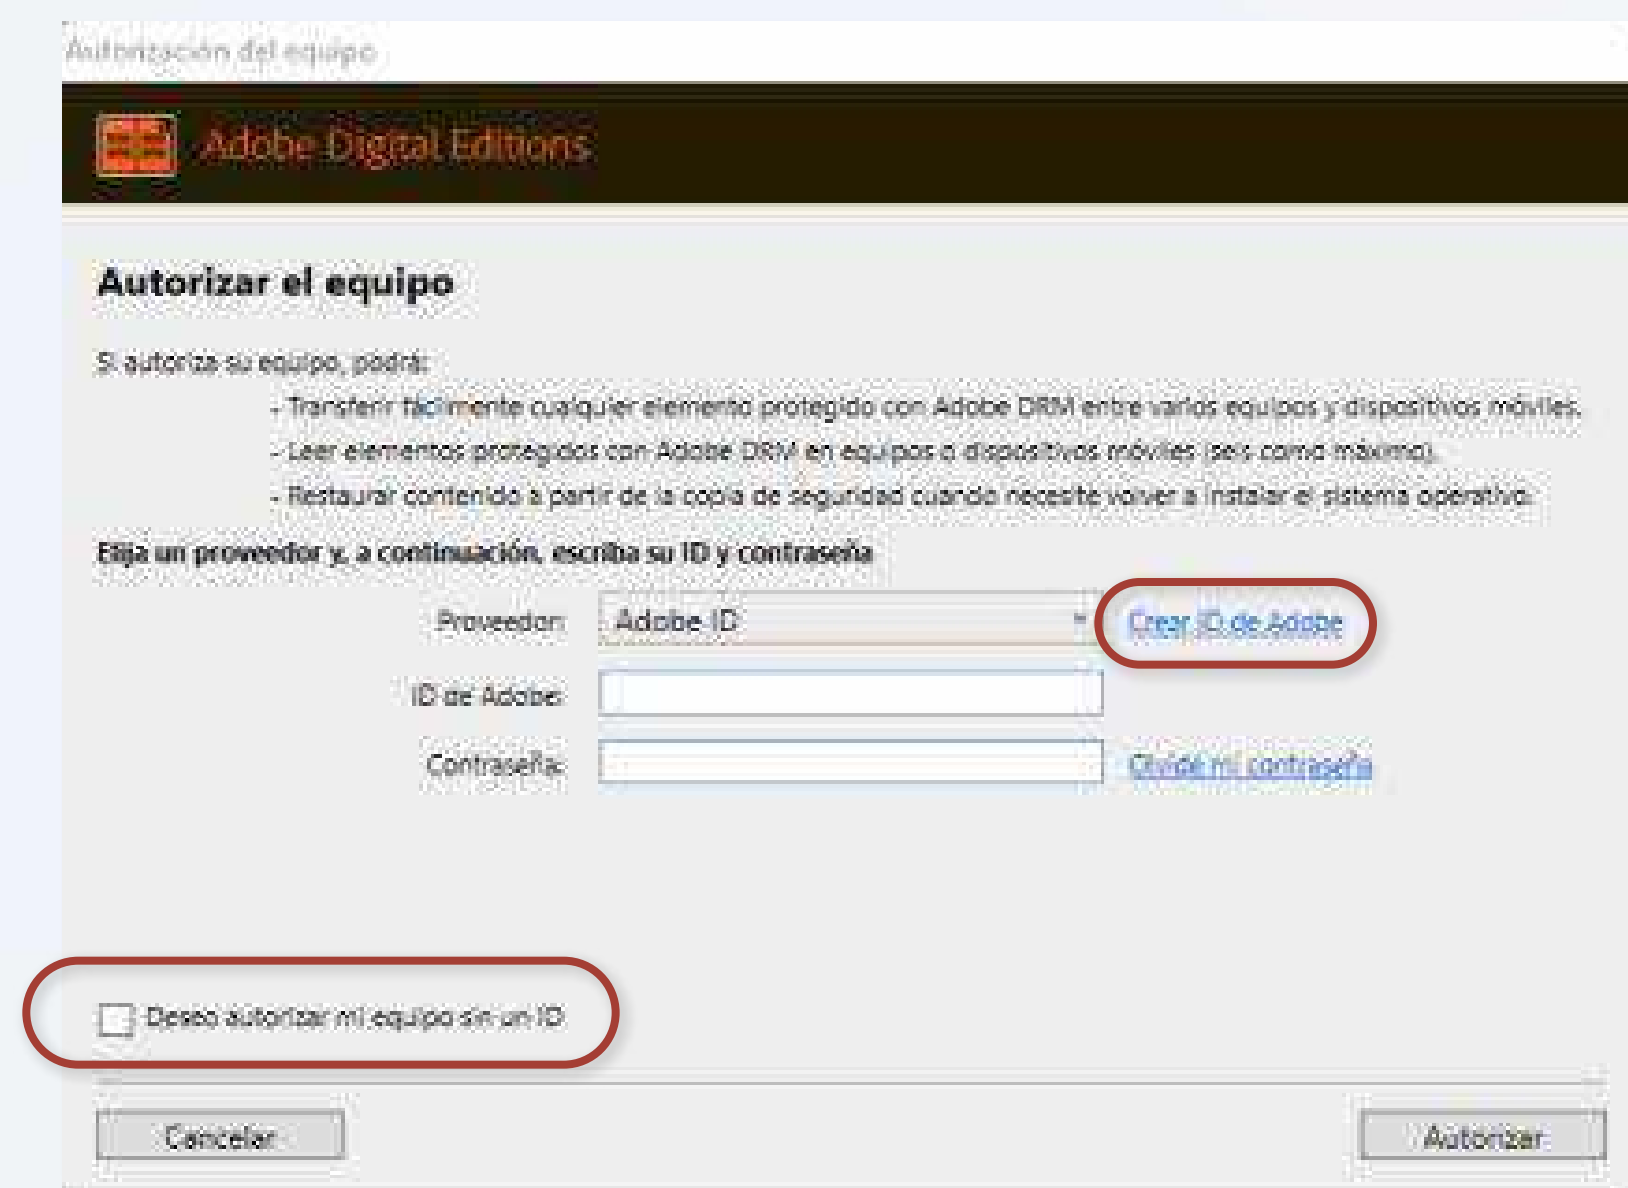 Autorización del equipo
Adobe Digital Editions
Autorizar el equipo
Si autoriza su equipo, podrá:
- Transferir fácilmente cualquier elemento protegido con Adobe DRM entre varios equipos y dispositivos móviles.
- Leer elementos protegidos con Adobe DRM en equipos o dispositivos móviles (seis como máximo).
- Restaurar contenido a partir de la copia de seguridad cuando necesite volver a instalar el sistema operativo.
Elija un proveedor y, a continuación, escriba su ID y contraseña
Proveedor: Adobe ID Crear ID de Adobe
ID de Adobe:
Contraseña: Olvidé mi contraseña
Deseo autorizar mi equipo sin un ID
Cancelar Autorizar